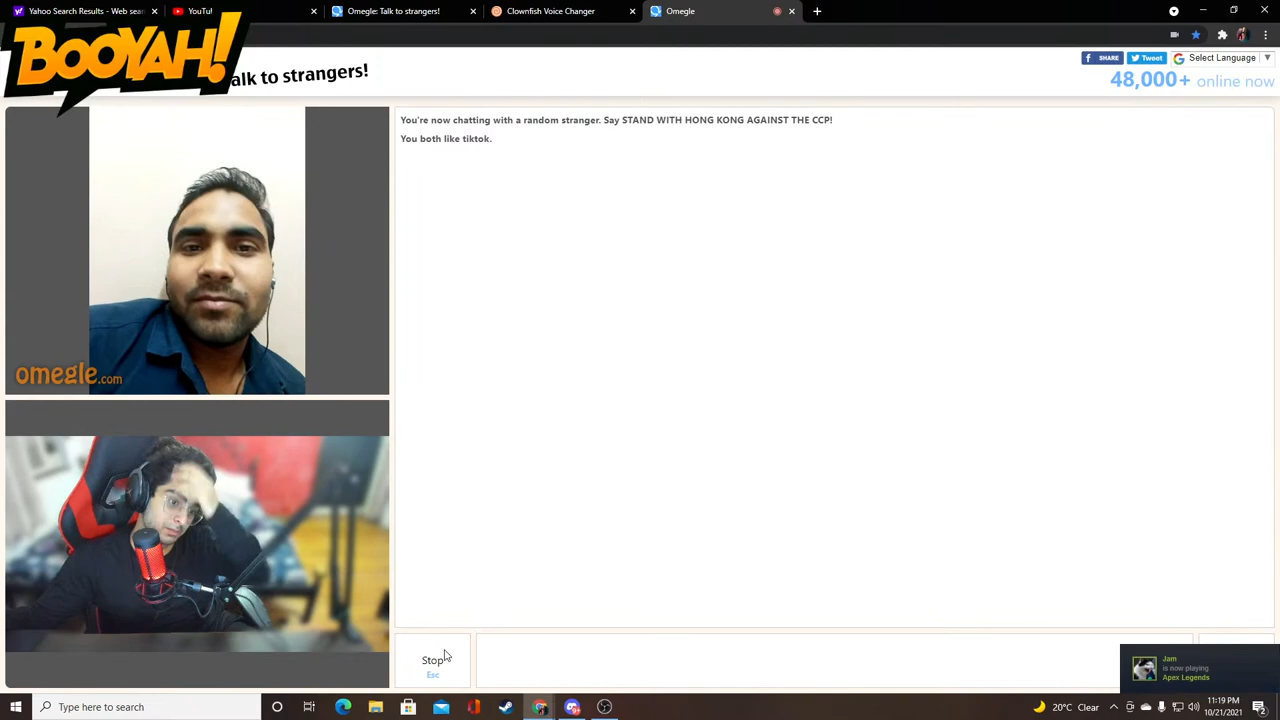 Yahoo Search Results - Web sear
YouTube
Omegle: Talk to strangers!
Clownfish Voice Changer
Omegle
BOOYAH!
alk to strangers!
SHARE
Tweet
Select Language
48,000+ online now
You're now chatting with a random stranger. Say STAND WITH HONG KONG AGAINST THE CCP!
You both like tiktok.
omegle.com
Stop
Esc
Jam
is now playing
Apex Legends
Type here to search
20°C Clear
11:19 PM
10/21/2021
2